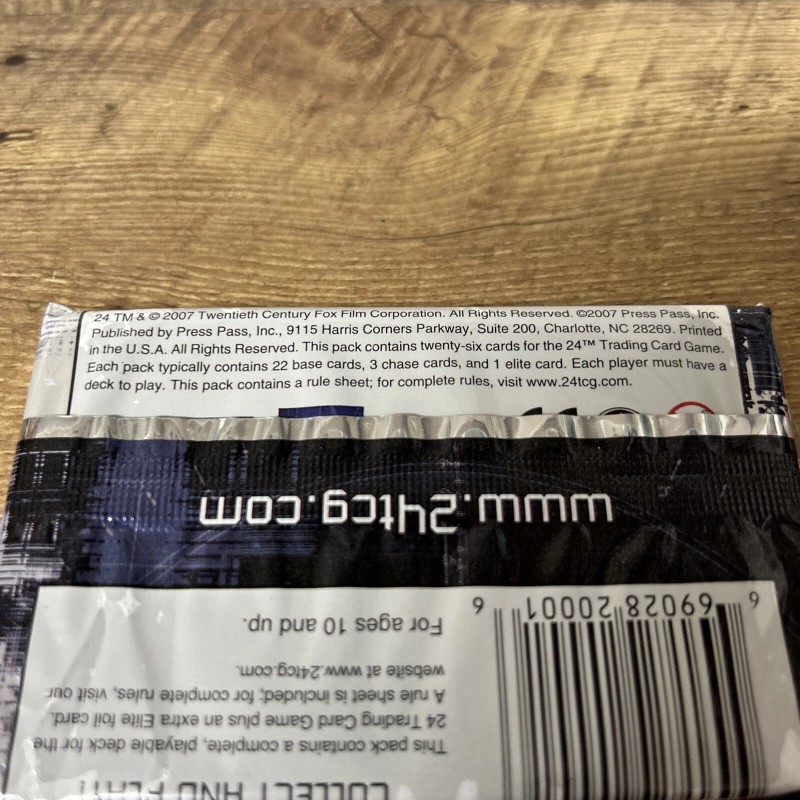 24 TM & © 2007 Twentieth Century Fox Film Corporation. All Rights Reserved. ©2007 Press Pass, Inc.
Published by Press Pass, Inc., 9115 Harris Corners Parkway, Suite 200, Charlotte, NC 28269. Printed
in the U.S.A. All Rights Reserved. This pack contains twenty-six cards for the 24™ Trading Card Game.
Each pack typically contains 22 base cards, 3 chase cards, and 1 elite card. Each player must have a
deck to play. This pack contains a rule sheet; for complete rules, visit www.24tcg.com.
www.24tcg.com
6 69028 20001 6
For ages 10 and up.
COLLECT AND PLAY!
This pack contains a complete, playable deck for the
24 Trading Card Game plus an extra Elite foil card.
A rule sheet is included; for complete rules, visit our
website at www.24tcg.com.